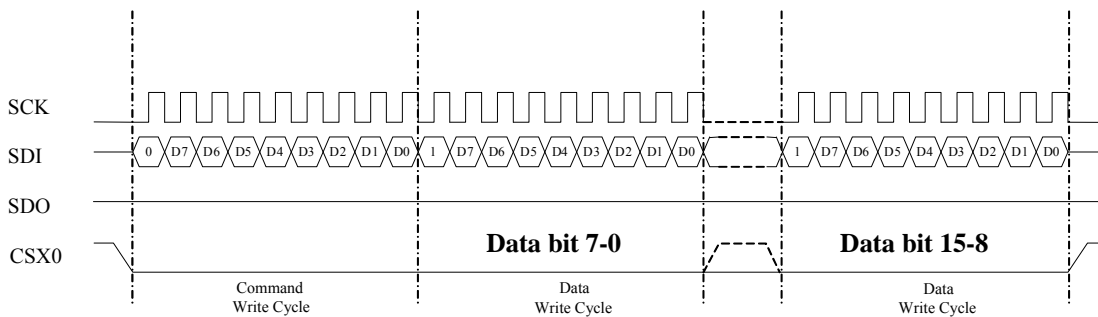 SCK
SDI
0 D7 D6 D5 D4 D3 D2 D1 D0 1 D7 D6 D5 D4 D3 D2 D1 D0 1 D7 D6 D5 D4 D3 D2 D1 D0
SDO
CSX0
Data bit 7-0
Data bit 15-8
Command
Write Cycle
Data
Write Cycle
Data
Write Cycle